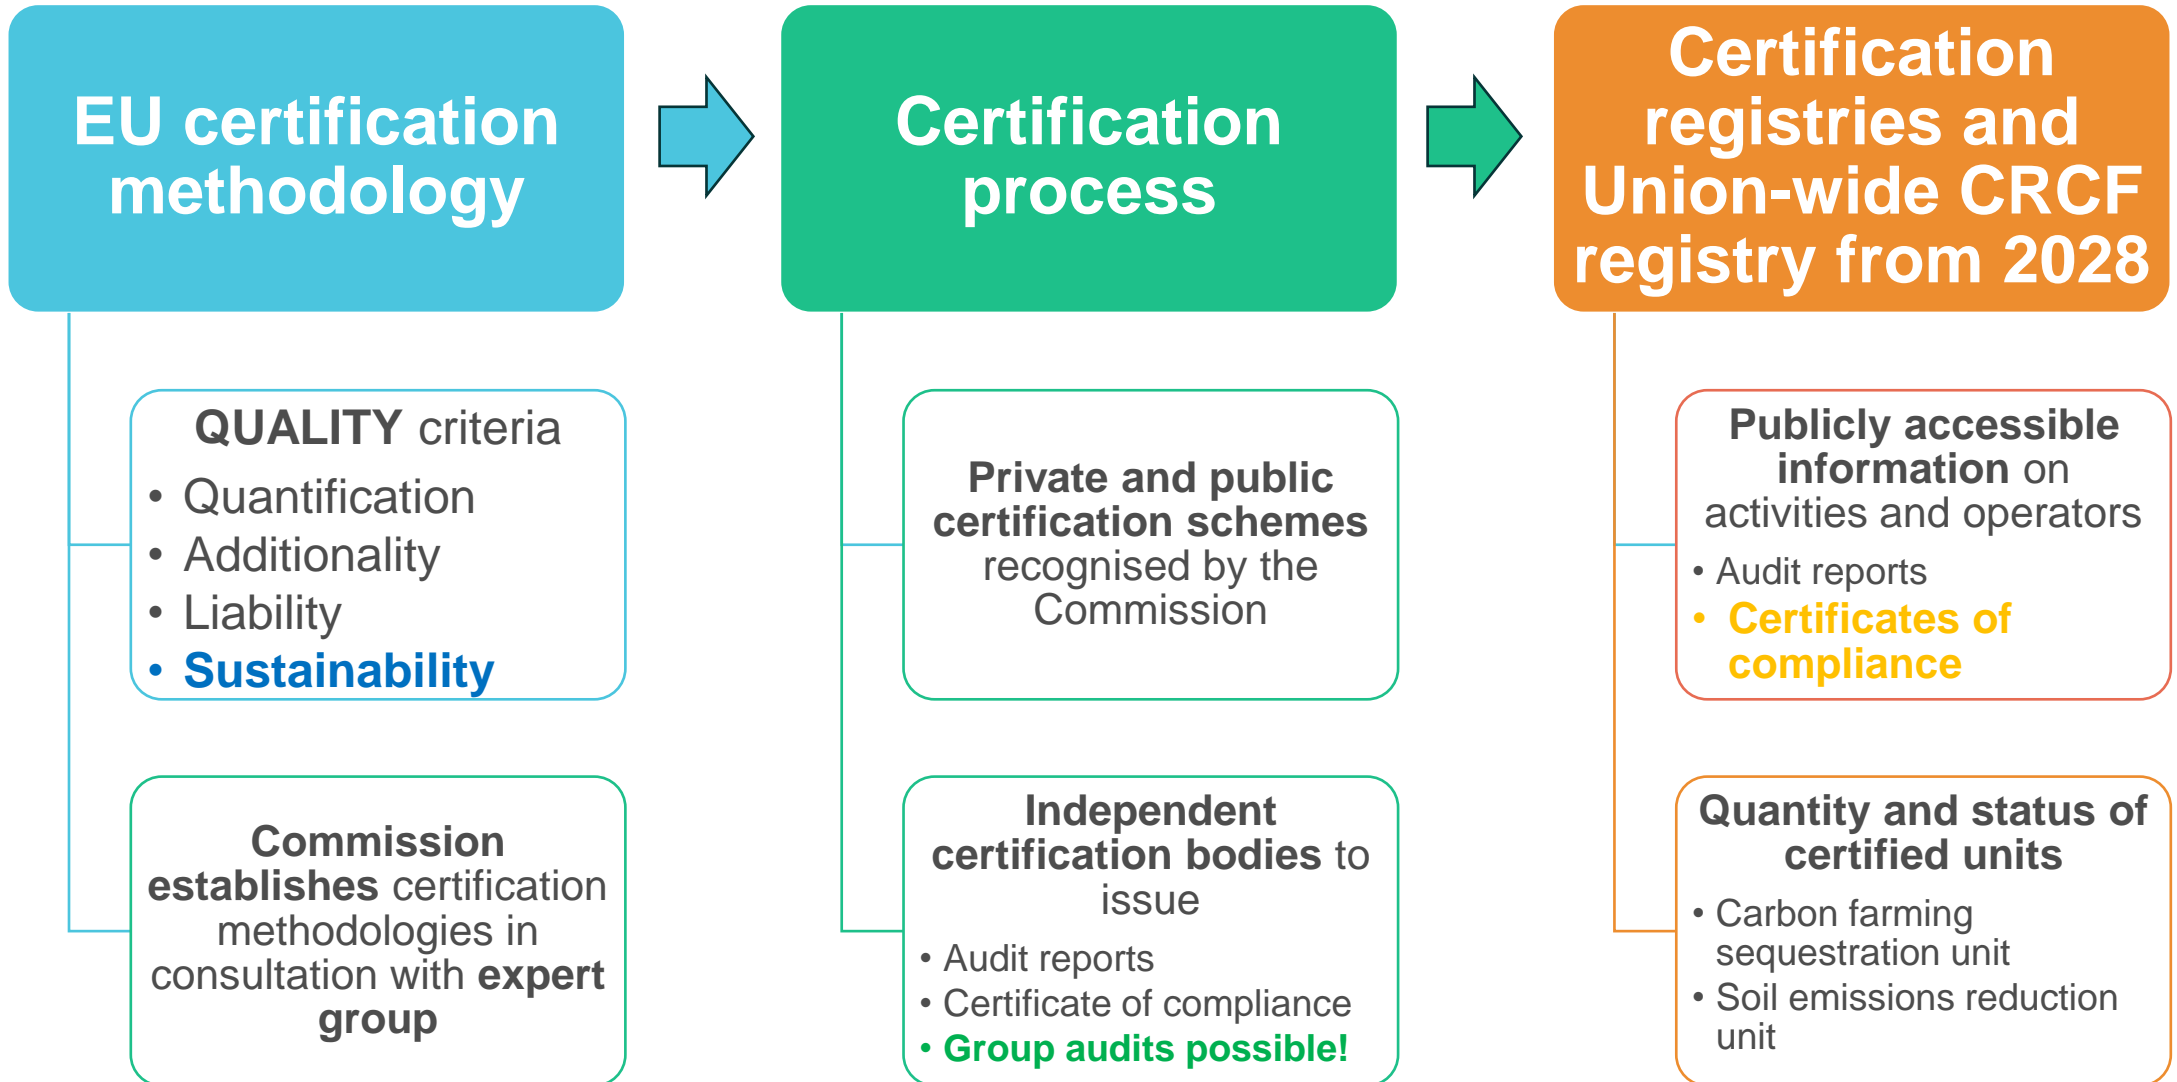 EU certification
methodology
QUALITY criteria
• Quantification
• Additionality
• Liability
• Sustainability
Commission
establishes certification
methodologies in
consultation with expert
group
Certification
process
Private and public
certification schemes
recognised by the
Commission
Independent
certification bodies to
issue
• Audit reports
• Certificate of compliance
• Group audits possible!
Certification
registries and
Union-wide CRCF
registry from 2028
Publicly accessible
information on
activities and operators
• Audit reports
• Certificates of
compliance
Quantity and status of
certified units
• Carbon farming
sequestration unit
• Soil emissions reduction
unit